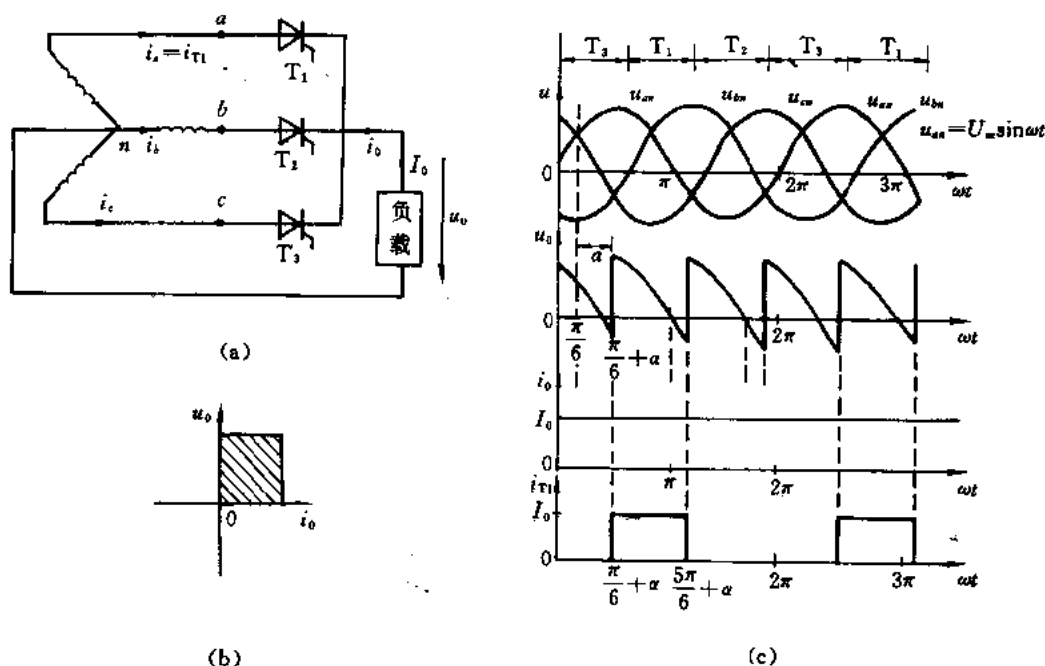 a
i_a=i_T1
T_1
b
n
i_b
T_2
i_0
I_0
u_0
负载
i_c
c
T_3
(a)
u_0
0
i_0
(b)
T_3 T_1 T_2 T_3 T_1
u
u_an u_bn u_cn u_an u_bn
u_an=U_m sinωt
0 π 2π 3π
ωt
u_0
α
0 2π
ωt
π/6
π/6+α
i_0
I_0
0 π 2π ωt
i_T1
I_0
0 2π 3π ωt
π/6+α 5π/6+α
(c)